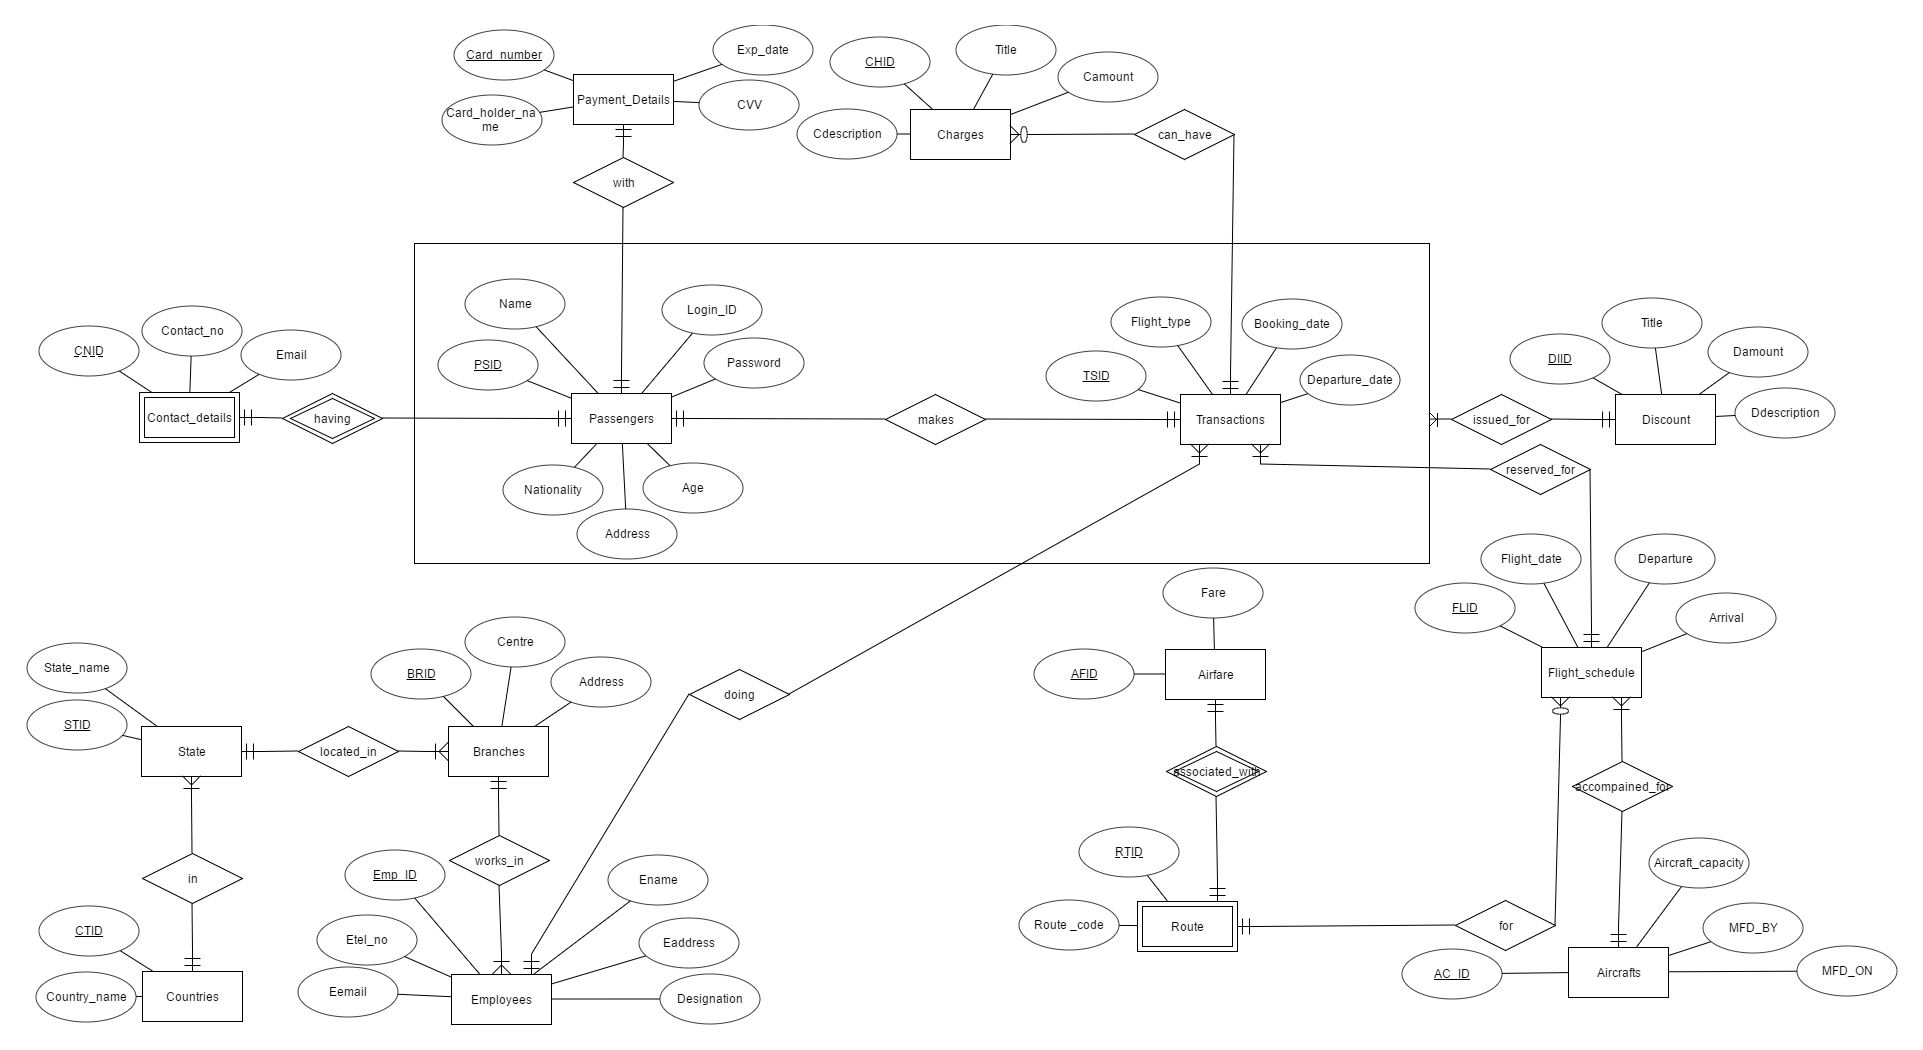 Card_number
Exp_date
Payment_Details
Card_holder_na
me
CVV
with
CHID
Title
Camount
Cdescription
Charges
can_have
Name
Login_ID
PSID
Password
Passengers
Nationality
Age
Address
makes
Flight_type
Booking_date
TSID
Departure_date
Transactions
CNID
Contact_no
Email
Contact_details
having
issued_for
DIID
Title
Damount
Ddescription
Discount
reserved_for
Flight_date
Departure
FLID
Arrival
Flight_schedule
Fare
AFID
Airfare
associated_with
accompained_for
doing
State_name
STID
State
located_in
BRID
Centre
Address
Branches
works_in
in
CTID
Country_name
Countries
Emp_ID
Ename
Etel_no
Eaddress
Eemail
Employees
Designation
RTID
Route _code
Route
for
Aircraft_capacity
MFD_BY
AC_ID
Aircrafts
MFD_ON